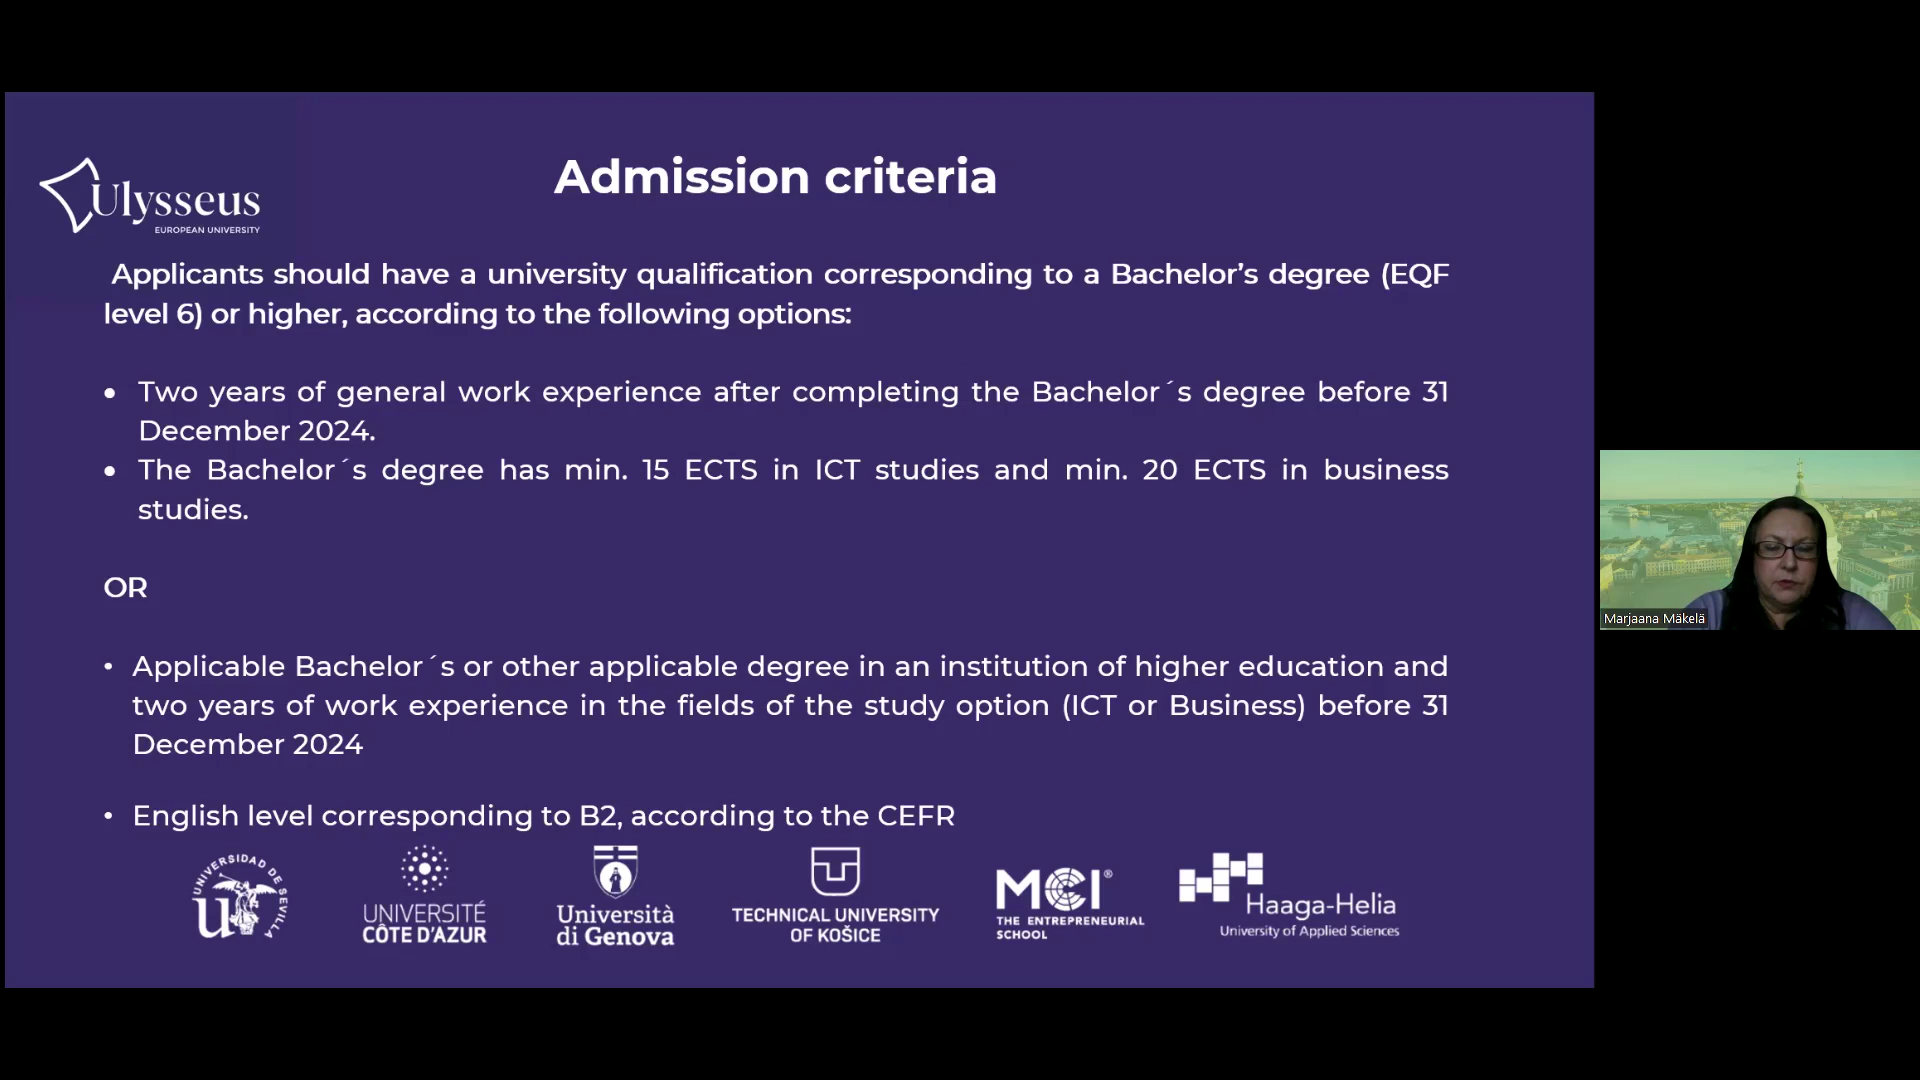 Ulysseus
EUROPEAN UNIVERSITY
Admission criteria
Applicants should have a university qualification corresponding to a Bachelor’s degree (EQF
level 6) or higher, according to the following options:
• Two years of general work experience after completing the Bachelor´s degree before 31
December 2024.
• The Bachelor´s degree has min. 15 ECTS in ICT studies and min. 20 ECTS in business
studies.
OR
• Applicable Bachelor´s or other applicable degree in an institution of higher education and
two years of work experience in the fields of the study option (ICT or Business) before 31
December 2024
• English level corresponding to B2, according to the CEFR
UNIVERSIDAD DE SEVILLA
U
UNIVERSITÉ
CÔTE D'AZUR
Università
di Genova
TECHNICAL UNIVERSITY
OF KOŠICE
MCI®
THE ENTREPRENEURIAL
SCHOOL
Haaga-Helia
University of Applied Sciences
Marjaana Mäkelä